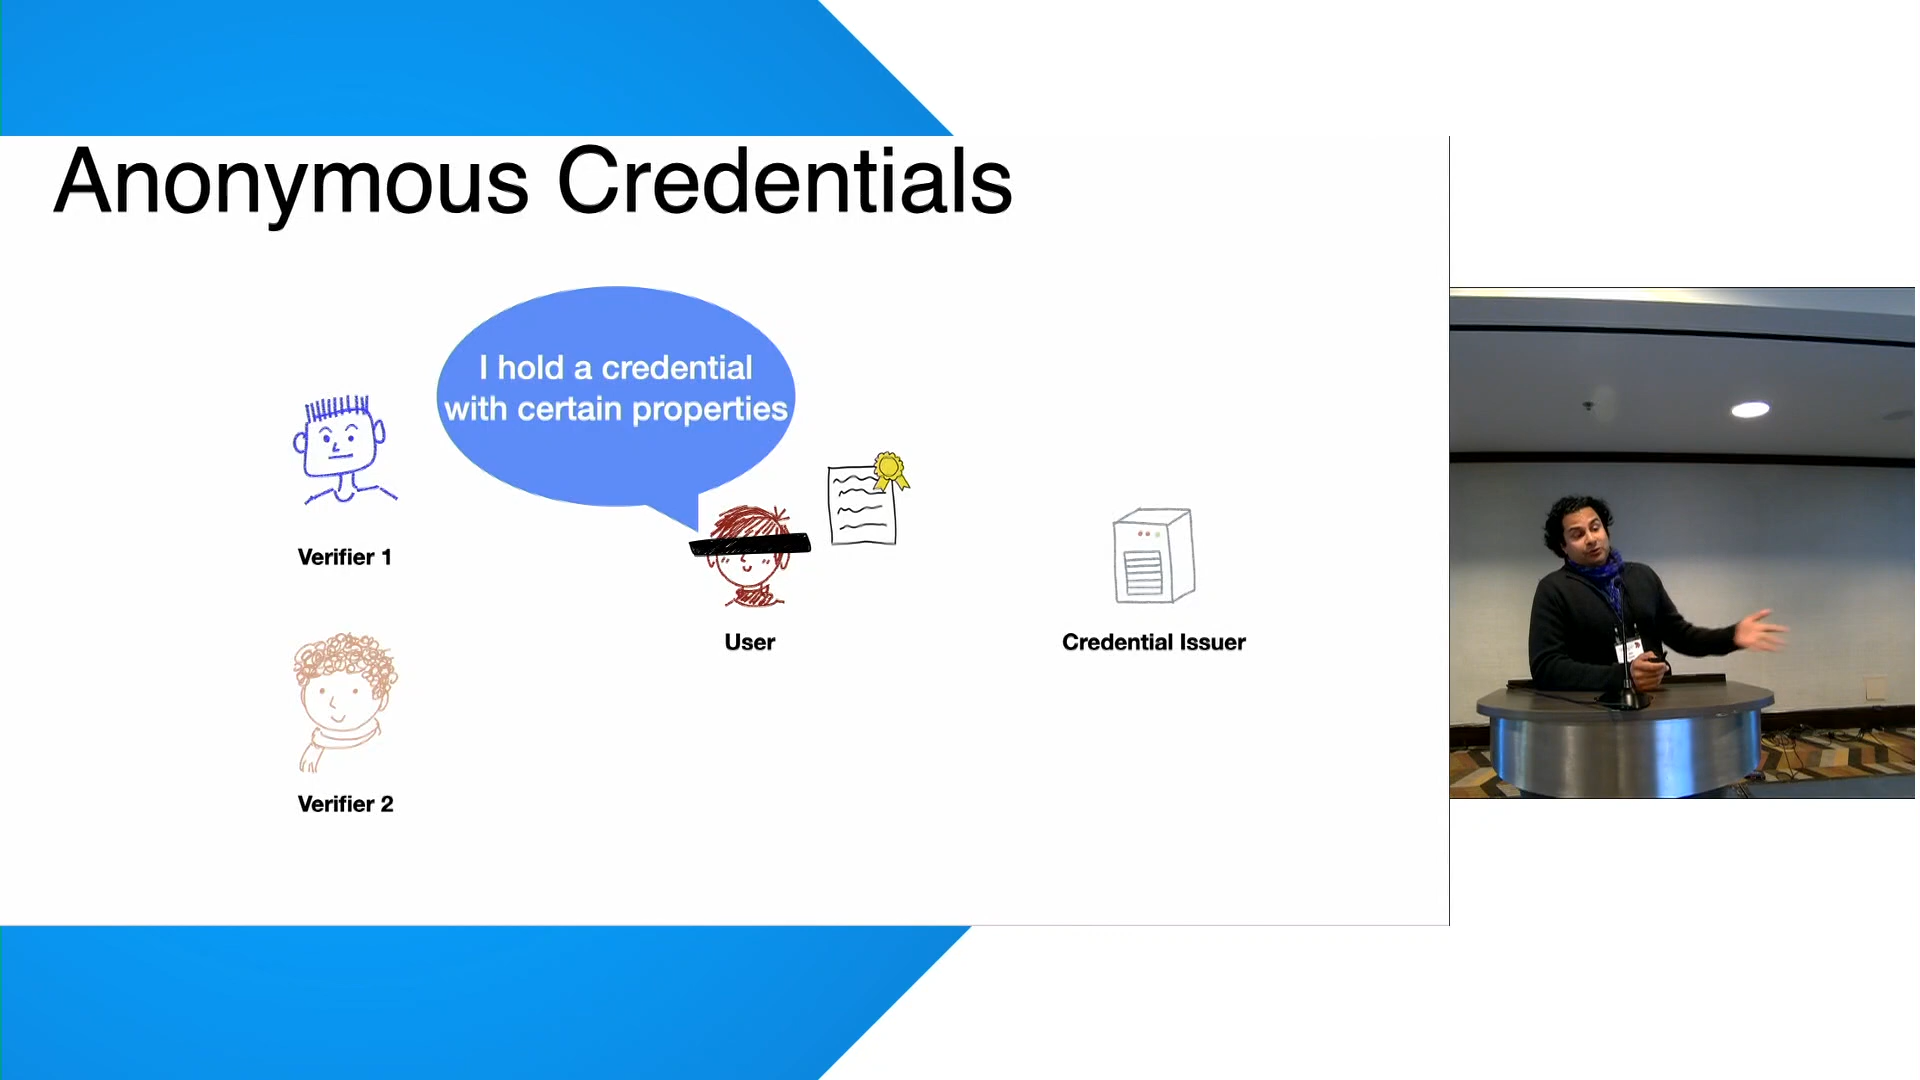 Anonymous Credentials
I hold a credential
with certain properties
Verifier 1
User
Credential Issuer
Verifier 2